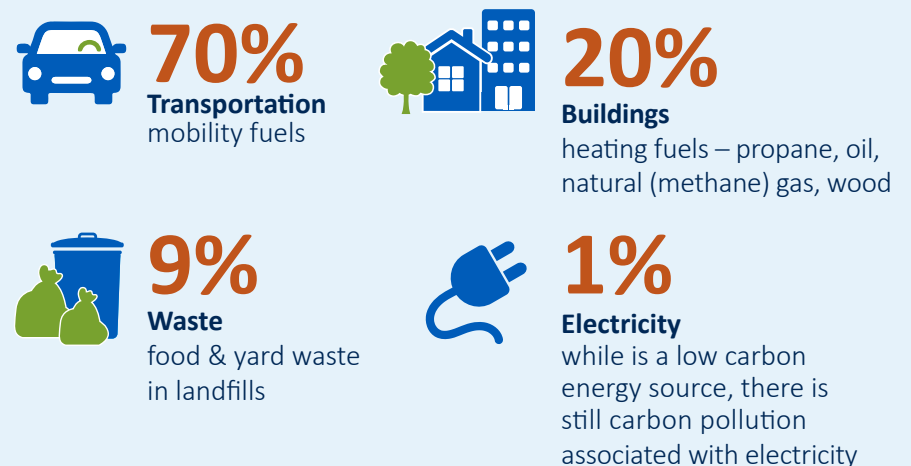 70%
Transportation
mobility fuels
20%
Buildings
heating fuels – propane, oil,
natural (methane) gas, wood
9%
Waste
food & yard waste
in landfills
1%
Electricity
while is a low carbon
energy source, there is
still carbon pollution
associated with electricity